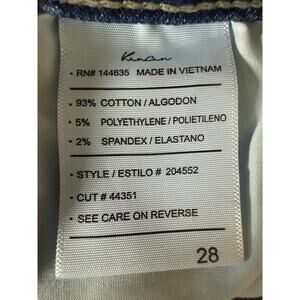 • RN# 144635 MADE IN VIETNAM
• 93% COTTON / ALGODON
• 5% POLYETHYLENE / POLIETILENO
• 2% SPANDEX / ELASTANO
• STYLE / ESTILO # 204552
• CUT # 44351
• SEE CARE ON REVERSE
28